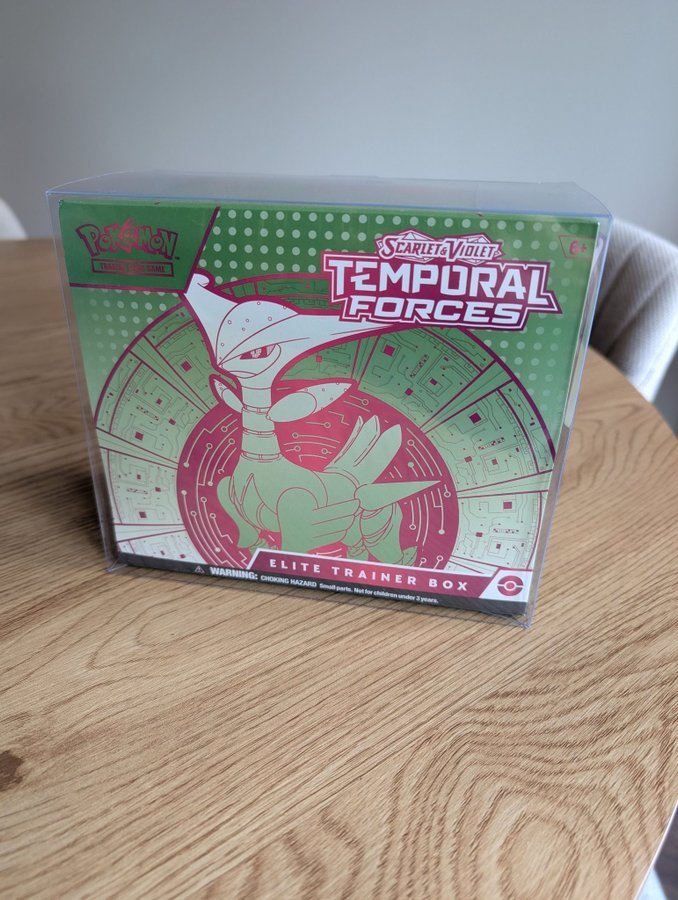 POKÉMON
TRADING CARD GAME
SCARLET & VIOLET
TEMPORAL
FORCES
6+
ELITE TRAINER BOX
WARNING: CHOKING HAZARD Small parts. Not for children under 3 years.